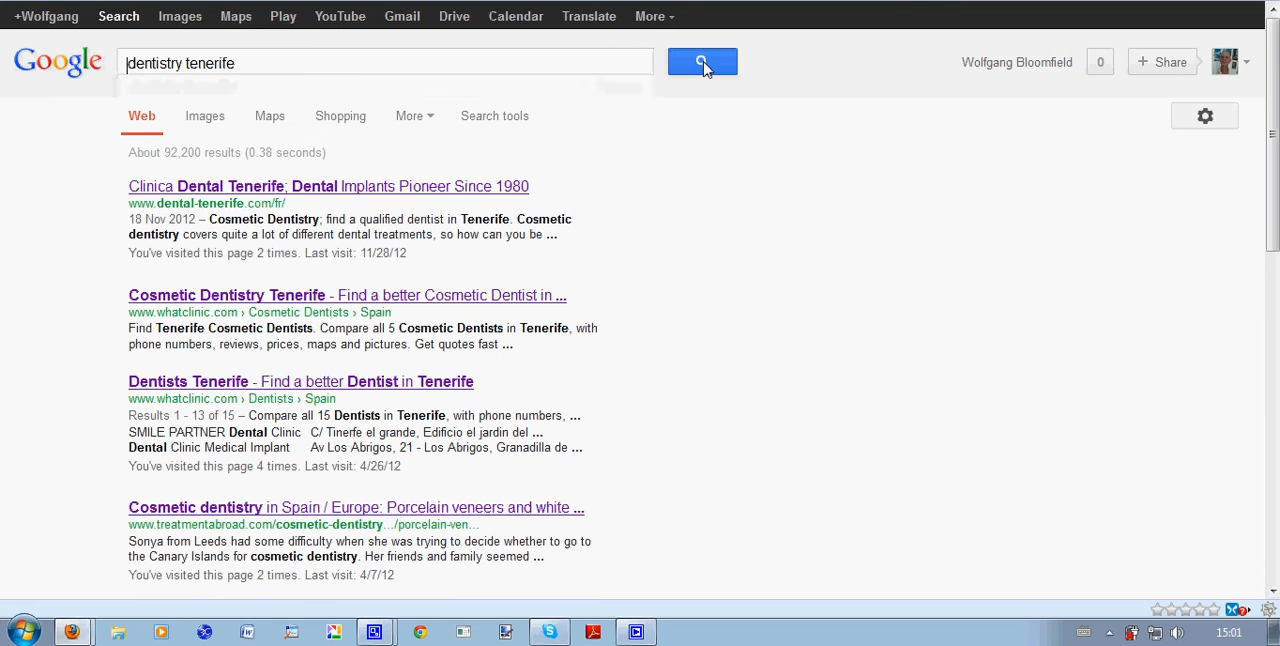 +Wolfgang Search Images Maps Play YouTube Gmail Drive Calendar Translate More
Google dentistry tenerife Wolfgang Bloomfield 0 + Share
Web Images Maps Shopping More Search tools
About 92,200 results (0.38 seconds)
Clinica Dental Tenerife; Dental Implants Pioneer Since 1980
www.dental-tenerife.com/fr/
18 Nov 2012 – Cosmetic Dentistry; find a qualified dentist in Tenerife. Cosmetic
dentistry covers quite a lot of different dental treatments, so how can you be ...
You've visited this page 2 times. Last visit: 11/28/12
Cosmetic Dentistry Tenerife - Find a better Cosmetic Dentist in ...
www.whatclinic.com › Cosmetic Dentists › Spain
Find Tenerife Cosmetic Dentists. Compare all 5 Cosmetic Dentists in Tenerife, with
phone numbers, reviews, prices, maps and pictures. Get quotes fast ...
Dentists Tenerife - Find a better Dentist in Tenerife
www.whatclinic.com › Dentists › Spain
Results 1 - 13 of 15 – Compare all 15 Dentists in Tenerife, with phone numbers, ...
SMILE PARTNER Dental Clinic C/ Tinerfe el grande, Edificio el jardin del ...
Dental Clinic Medical Implant Av Los Abrigos, 21 - Los Abrigos, Granadilla de ...
You've visited this page 4 times. Last visit: 4/26/12
Cosmetic dentistry in Spain / Europe: Porcelain veneers and white ...
www.treatmentabroad.com/cosmetic-dentistry.../porcelain-ven...
Sonya from Leeds had some difficulty when she was trying to decide whether to go to
the Canary Islands for cosmetic dentistry. Her friends and family seemed ...
You've visited this page 2 times. Last visit: 4/7/12
15:01